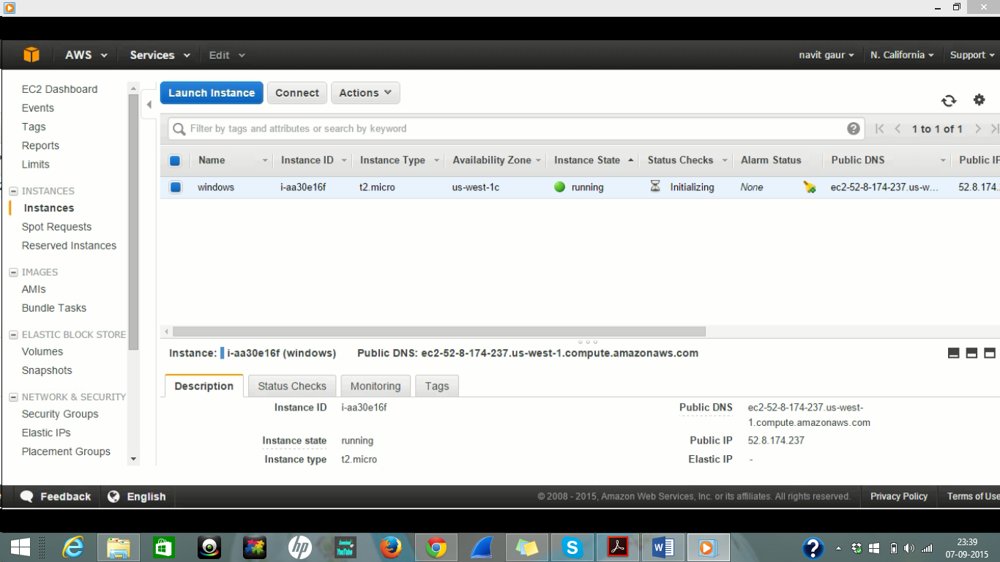 AWS Services Edit navit gaur N. California Support
EC2 Dashboard
Events
Tags
Reports
Limits
INSTANCES
Instances
Spot Requests
Reserved Instances
IMAGES
AMIs
Bundle Tasks
ELASTIC BLOCK STORE
Volumes
Snapshots
NETWORK & SECURITY
Security Groups
Elastic IPs
Placement Groups
Launch Instance Connect Actions
Filter by tags and attributes or search by keyword 1 to 1 of 1
Name Instance ID Instance Type Availability Zone Instance State Status Checks Alarm Status Public DNS Public IP
windows i-aa30e16f t2.micro us-west-1c running Initializing None ec2-52-8-174-237.us-w... 52.8.174.
Instance: i-aa30e16f (windows) Public DNS: ec2-52-8-174-237.us-west-1.compute.amazonaws.com
Description Status Checks Monitoring Tags
Instance ID i-aa30e16f Public DNS ec2-52-8-174-237.us-west-
1.compute.amazonaws.com
Instance state running Public IP 52.8.174.237
Instance type t2.micro Elastic IP -
Feedback English © 2008 - 2015, Amazon Web Services, Inc. or its affiliates. All rights reserved. Privacy Policy Terms of Use
23:39
07-09-2015